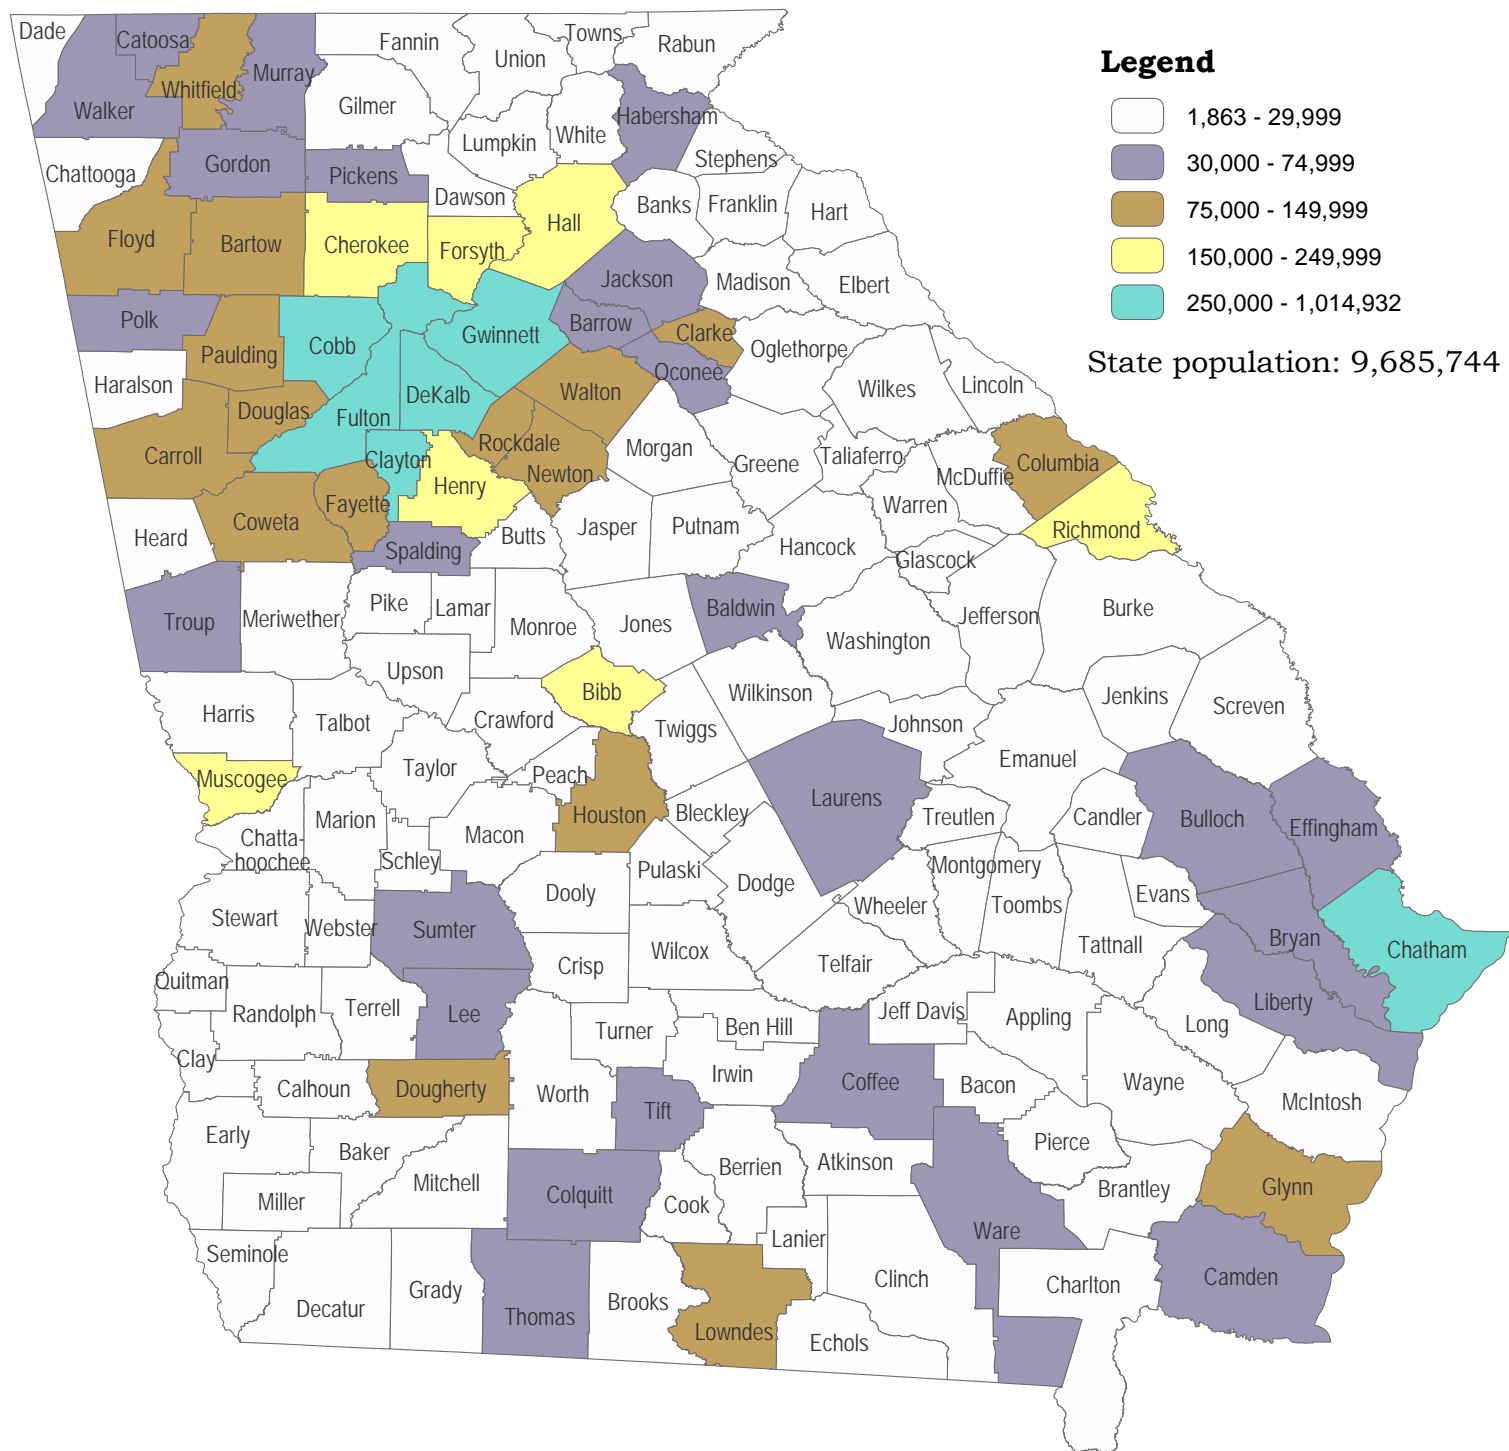 Legend
1,863 - 29,999
30,000 - 74,999
75,000 - 149,999
150,000 - 249,999
250,000 - 1,014,932
State population: 9,685,744
Dade
Catoosa
Whitfield
Murray
Walker
Fannin
Union
Towns
Rabun
Gilmer
Lumpkin
White
Habersham
Stephens
Chattooga
Gordon
Pickens
Dawson
Banks
Franklin
Hart
Floyd
Bartow
Cherokee
Forsyth
Hall
Jackson
Madison
Elbert
Polk
Paulding
Cobb
Gwinnett
Barrow
Clarke
Oconee
Oglethorpe
Wilkes
Lincoln
Haralson
Douglas
Fulton
DeKalb
Walton
Morgan
Greene
Taliaferro
McDuffie
Columbia
Carroll
Clayton
Rockdale
Newton
Henry
Fayette
Coweta
Heard
Spalding
Butts
Jasper
Putnam
Hancock
Warren
Glascock
Richmond
Troup
Meriwether
Pike
Lamar
Monroe
Jones
Baldwin
Washington
Jefferson
Burke
Upson
Bibb
Wilkinson
Jenkins
Screven
Harris
Talbot
Crawford
Twiggs
Johnson
Emanuel
Muscogee
Taylor
Peach
Houston
Bleckley
Laurens
Treutlen
Candler
Bulloch
Effingham
Chatta-
hoochee
Marion
Schley
Macon
Dooly
Pulaski
Dodge
Wheeler
Montgomery
Toombs
Evans
Tattnall
Bryan
Chatham
Stewart
Webster
Sumter
Crisp
Wilcox
Telfair
Liberty
Quitman
Randolph
Terrell
Lee
Turner
Ben Hill
Jeff Davis
Appling
Long
Clay
Calhoun
Dougherty
Worth
Irwin
Tift
Coffee
Bacon
Wayne
McIntosh
Early
Baker
Mitchell
Miller
Colquitt
Cook
Berrien
Atkinson
Pierce
Brantley
Glynn
Ware
Seminole
Decatur
Grady
Thomas
Brooks
Lowndes
Lanier
Echols
Clinch
Charlton
Camden